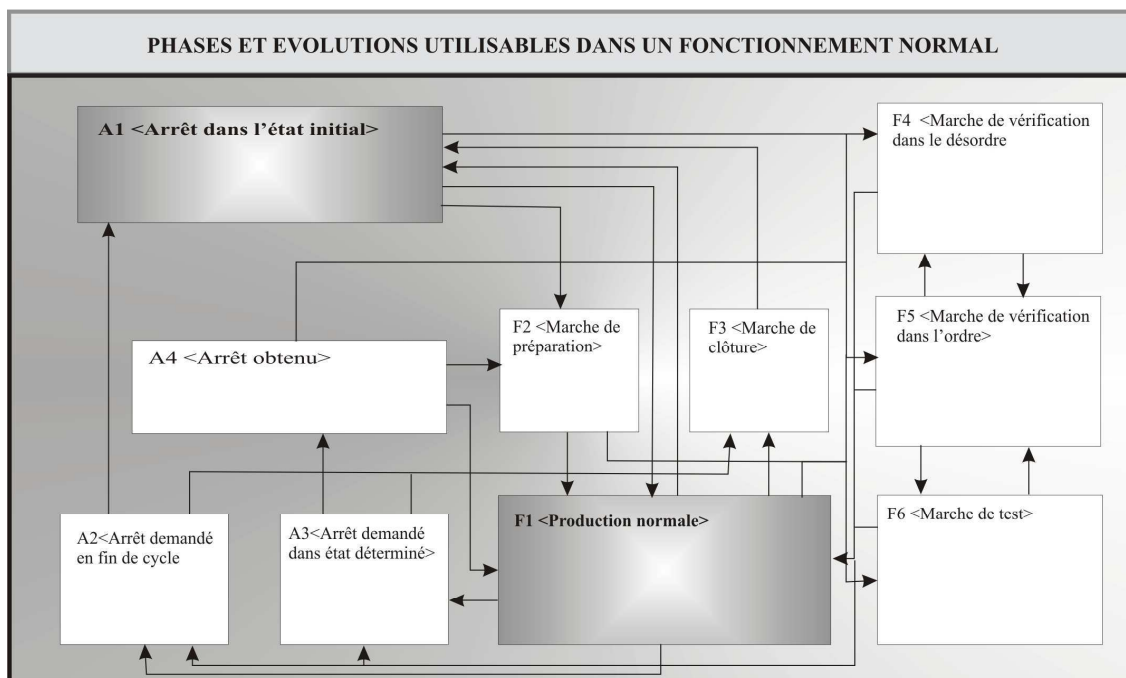 PHASES ET EVOLUTIONS UTILISABLES DANS UN FONCTIONNEMENT NORMAL
A1 <Arrêt dans l'état initial>
F4 <Marche de vérification
dans le désordre
F2 <Marche de
préparation>
F3 <Marche de
clôture>
F5 <Marche de vérification
dans l'ordre>
A4 <Arrêt obtenu>
A2<Arrêt demandé
en fin de cycle
A3<Arrêt demandé
dans état déterminé>
F1 <Production normale>
F6 <Marche de test>